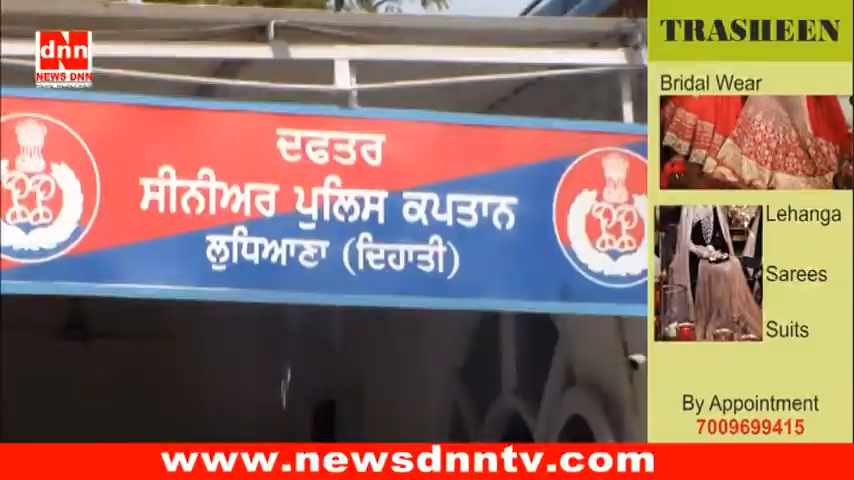 dnn
NEWS DNN
ਦਫਤਰ
ਸੀਨੀਅਰ ਪੁਲਿਸ ਕਪਤਾਨ
ਲੁਧਿਆਣਾ (ਦਿਹਾਤੀ)
TRASHEEN
Bridal Wear
Lehanga
Sarees
Suits
By Appointment
7009699415
www.newsdnntv.com